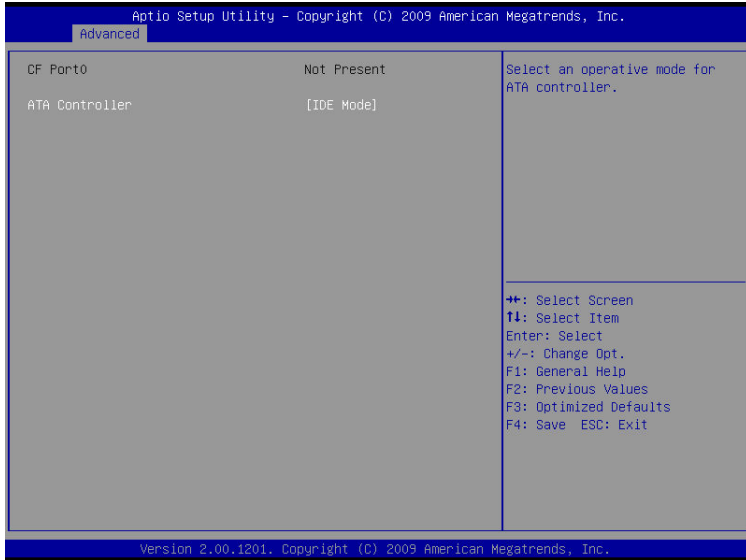 Aptio Setup Utility – Copyright (C) 2009 American Megatrends, Inc.
Advanced
CF Port0 Not Present
ATA Controller [IDE Mode]
Select an operative mode for
ATA controller.
→←: Select Screen
↑↓: Select Item
Enter: Select
+/-: Change Opt.
F1: General Help
F2: Previous Values
F3: Optimized Defaults
F4: Save ESC: Exit
Version 2.00.1201. Copyright (C) 2009 American Megatrends, Inc.